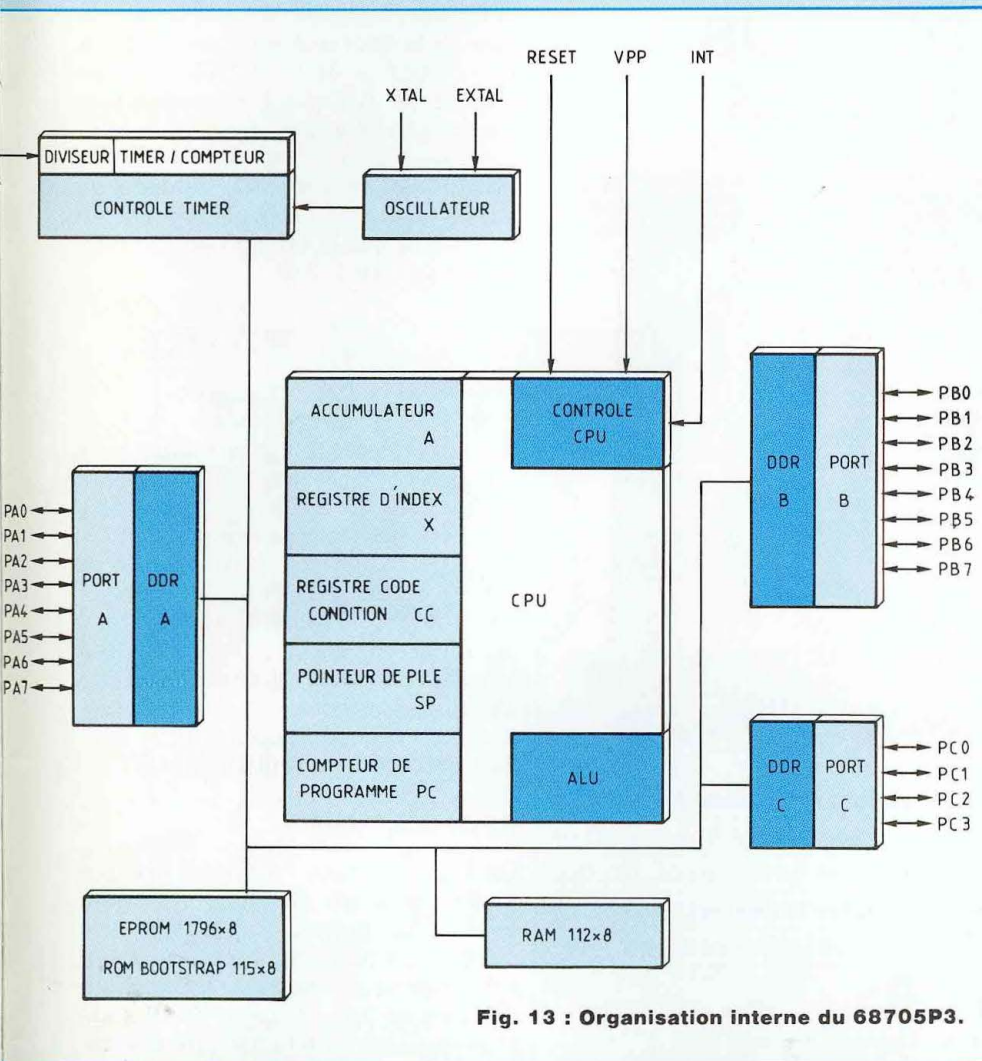 RESET VPP INT
XTAL EXTAL
DIVISEUR TIMER / COMPTEUR
CONTROLE TIMER
OSCILLATEUR
ACCUMULATEUR
A
REGISTRE D'INDEX
X
REGISTRE CODE
CONDITION CC
POINTEUR DE PILE
SP
COMPTEUR DE
PROGRAMME PC
CONTROLE
CPU
CPU
ALU
PA0
PA1
PA2
PA3
PA4
PA5
PA6
PA7
PORT
A
DDR
A
DDR
B
PORT
B
PB0
PB1
PB2
PB3
PB4
PB5
PB6
PB7
DDR
C
PORT
C
PC0
PC1
PC2
PC3
EPROM 1796×8
ROM BOOTSTRAP 115×8
RAM 112×8
Fig. 13 : Organisation interne du 68705P3.